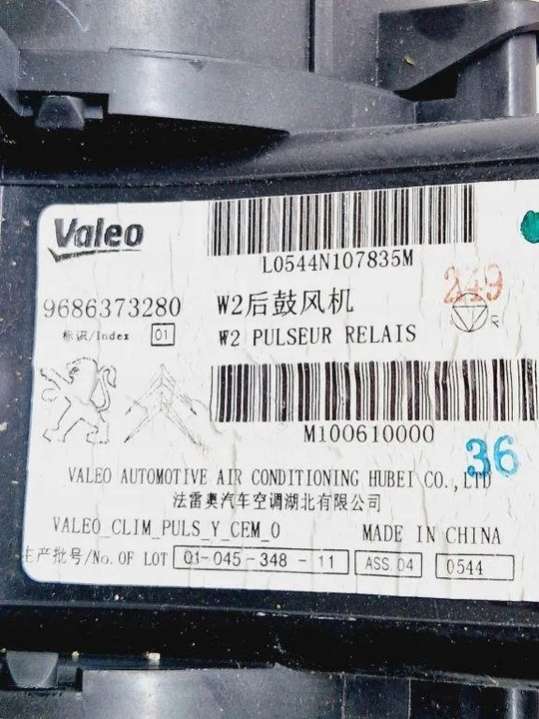 Valeo
L0544N107835M
9686373280
W2后鼓风机
249
标识/Index 01
W2 PULSEUR RELAIS
R
M100610000
36
VALEO AUTOMOTIVE AIR CONDITIONING HUBEI CO.,LTD
法雷奥汽车空调湖北有限公司
VALEO_CLIM_PULS_Y_CEM_O
MADE IN CHINA
生产批号/No. OF LOT 01-045-348-11 ASS 04 0544